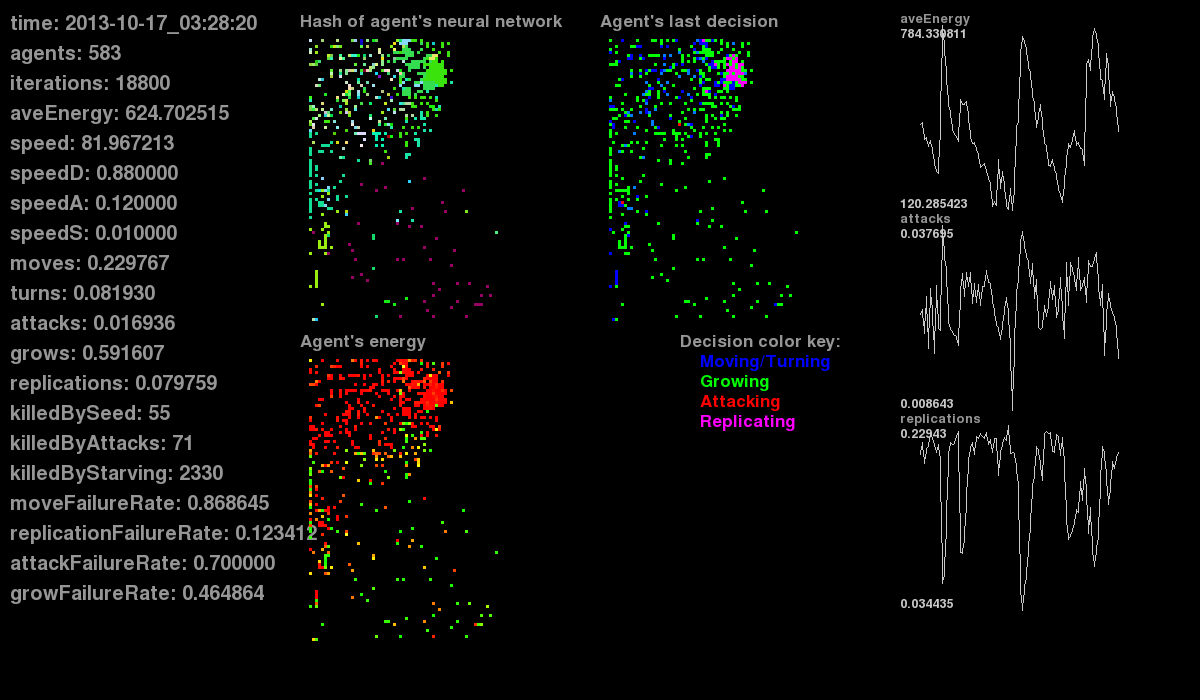 time: 2013-10-17_03:28:20
agents: 583
iterations: 18800
aveEnergy: 624.702515
speed: 81.967213
speedD: 0.880000
speedA: 0.120000
speedS: 0.010000
moves: 0.229767
turns: 0.081930
attacks: 0.016936
grows: 0.591607
replications: 0.079759
killedBySeed: 55
killedByAttacks: 71
killedByStarving: 2330
moveFailureRate: 0.868645
replicationFailureRate: 0.123412
attackFailureRate: 0.700000
growFailureRate: 0.464864
Hash of agent's neural network
Agent's last decision
Agent's energy
Decision color key:
Moving/Turning
Growing
Attacking
Replicating
aveEnergy
784.330811
120.285423
attacks
0.037695
0.008643
replications
0.22943
0.034435